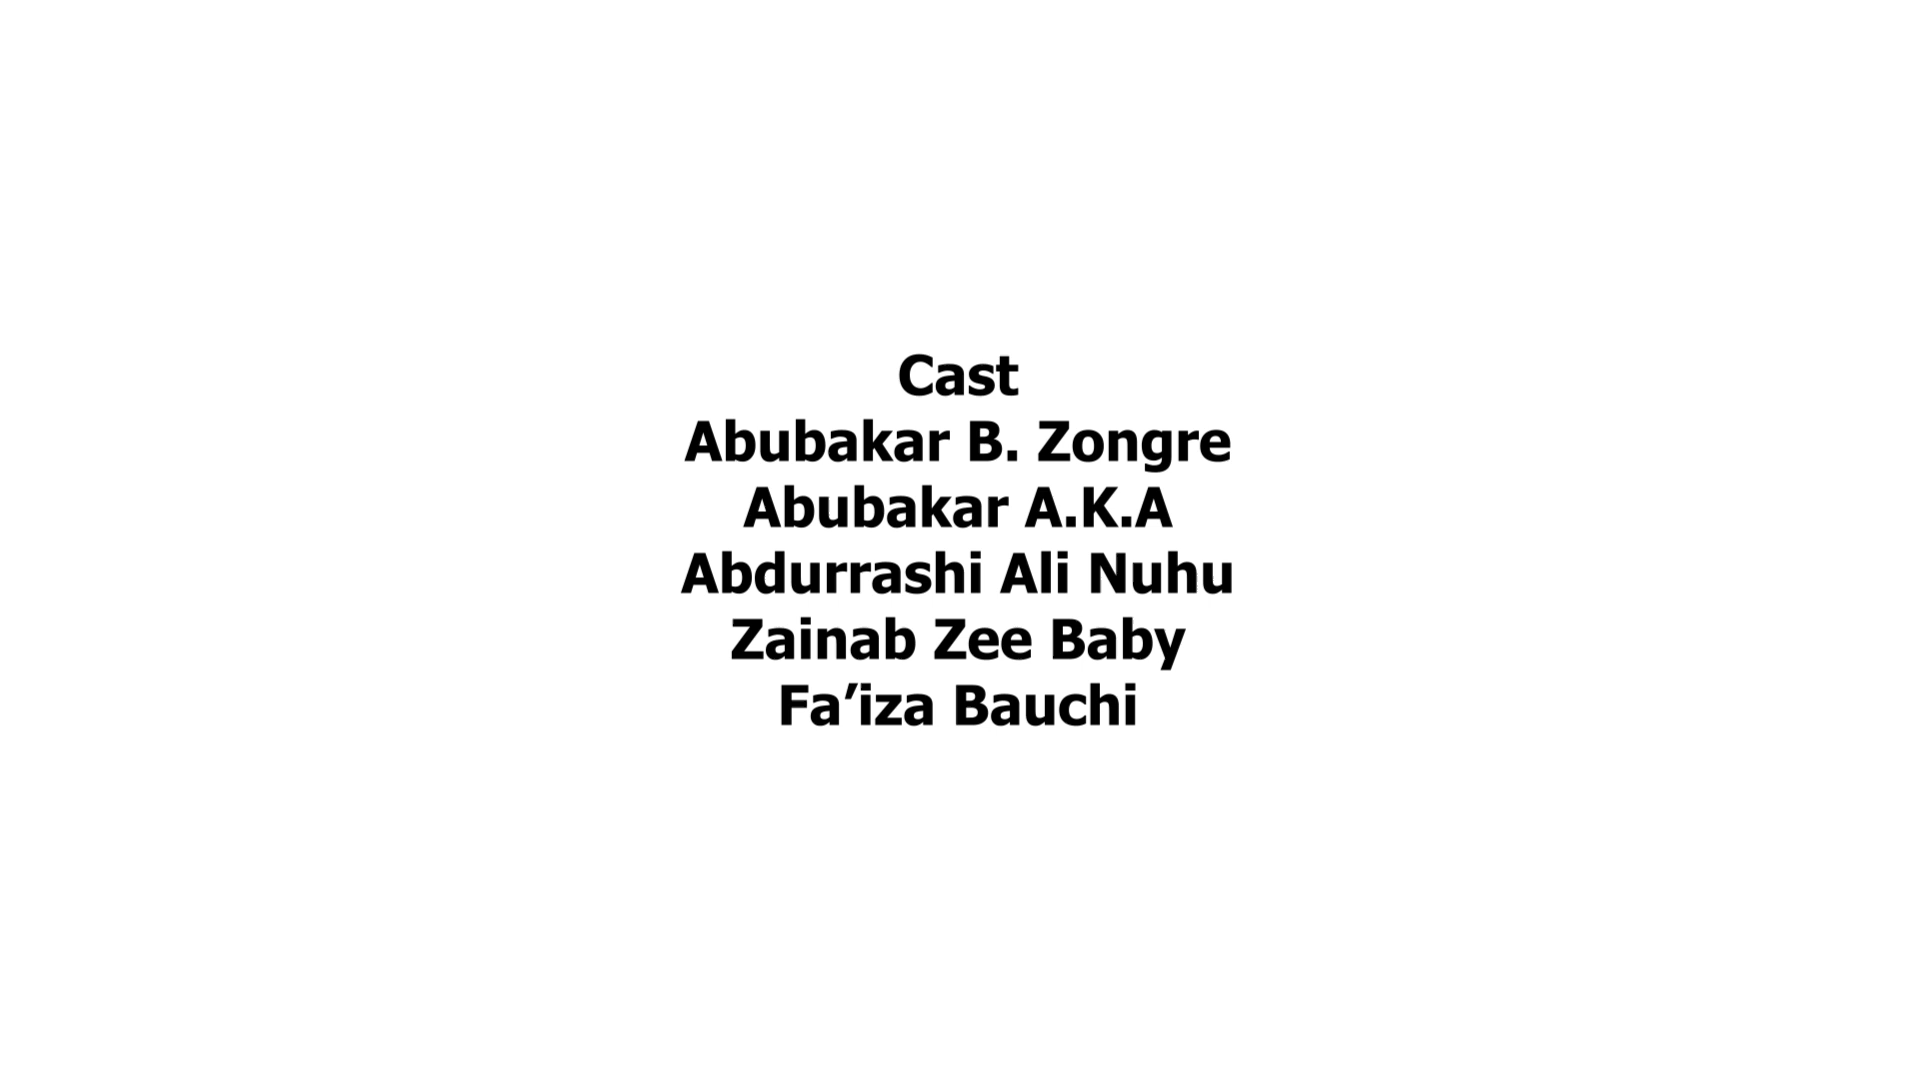 Cast
Abubakar B. Zongre
Abubakar A.K.A
Abdurrashi Ali Nuhu
Zainab Zee Baby
Fa’iza Bauchi